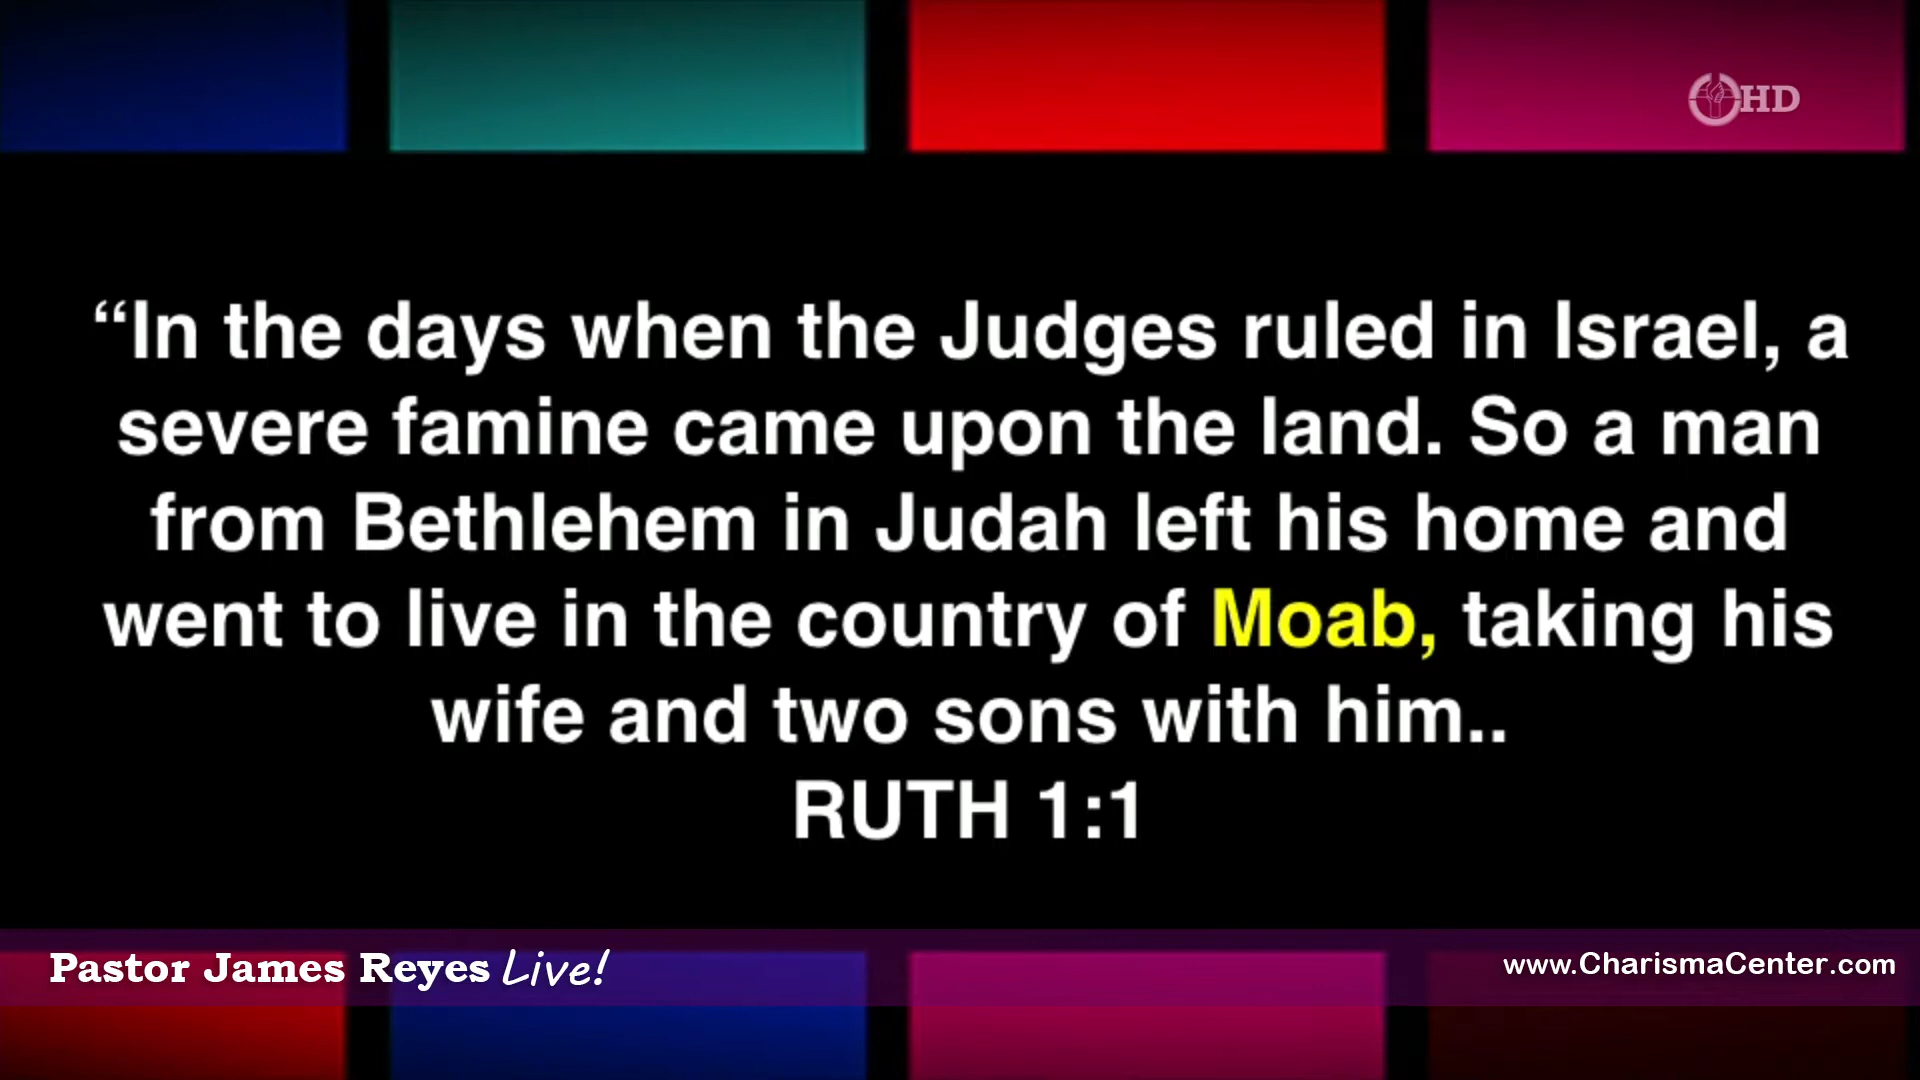 HD
“In the days when the Judges ruled in Israel, a
severe famine came upon the land. So a man
from Bethlehem in Judah left his home and
went to live in the country of Moab, taking his
wife and two sons with him..
RUTH 1:1
Pastor James Reyes Live!
www.CharismaCenter.com